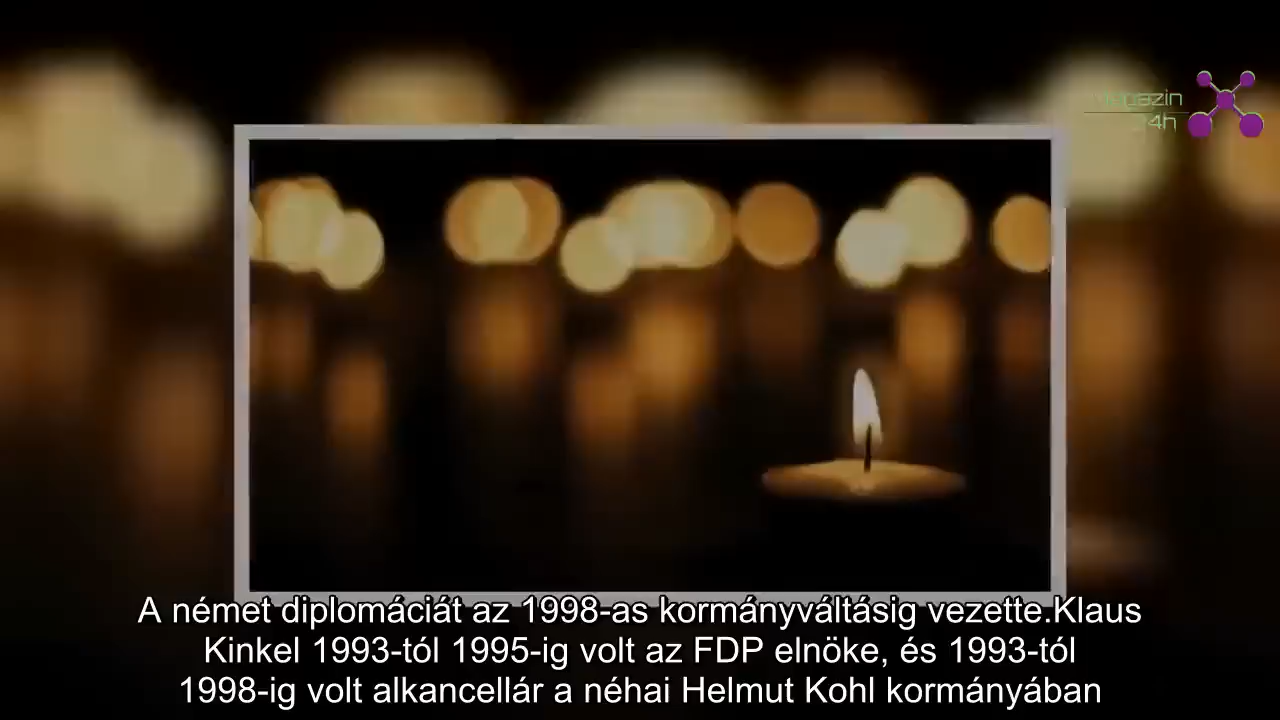 24h
A német diplomáciát az 1998-as kormányváltásig vezette.Klaus
Kinkel 1993-tól 1995-ig volt az FDP elnöke, és 1993-tól
1998-ig volt alkancellár a néhai Helmut Kohl kormányában